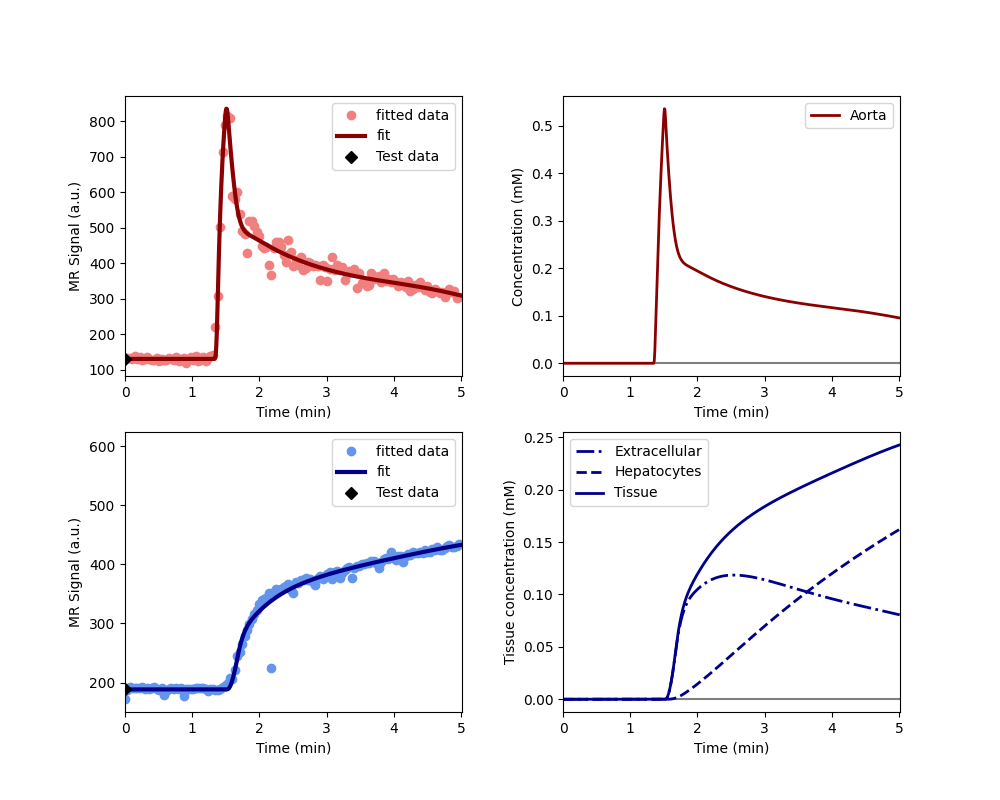 800
700
600
500
400
300
200
100
MR Signal (a.u.)
fitted data
fit
Test data
0 1 2 3 4 5
Time (min)
0.5
0.4
0.3
0.2
0.1
0.0
Concentration (mM)
Aorta
0 1 2 3 4 5
Time (min)
600
500
400
300
200
MR Signal (a.u.)
fitted data
fit
Test data
0 1 2 3 4 5
Time (min)
0.25
0.20
0.15
0.10
0.05
0.00
Tissue concentration (mM)
Extracellular
Hepatocytes
Tissue
0 1 2 3 4 5
Time (min)